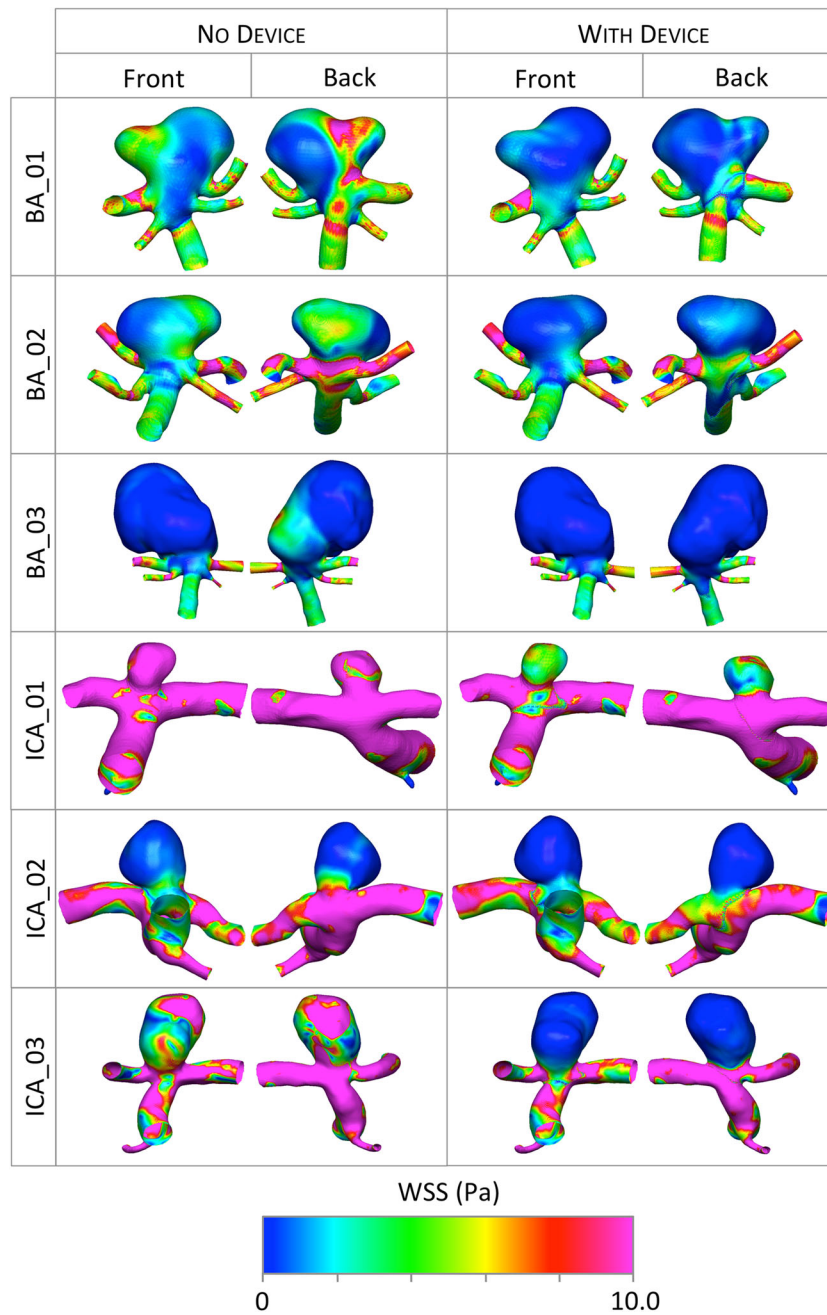 NO DEVICE WITH DEVICE
Front Back Front Back
BA_01
BA_02
BA_03
ICA_01
ICA_02
ICA_03
WSS (Pa)
0 10.0